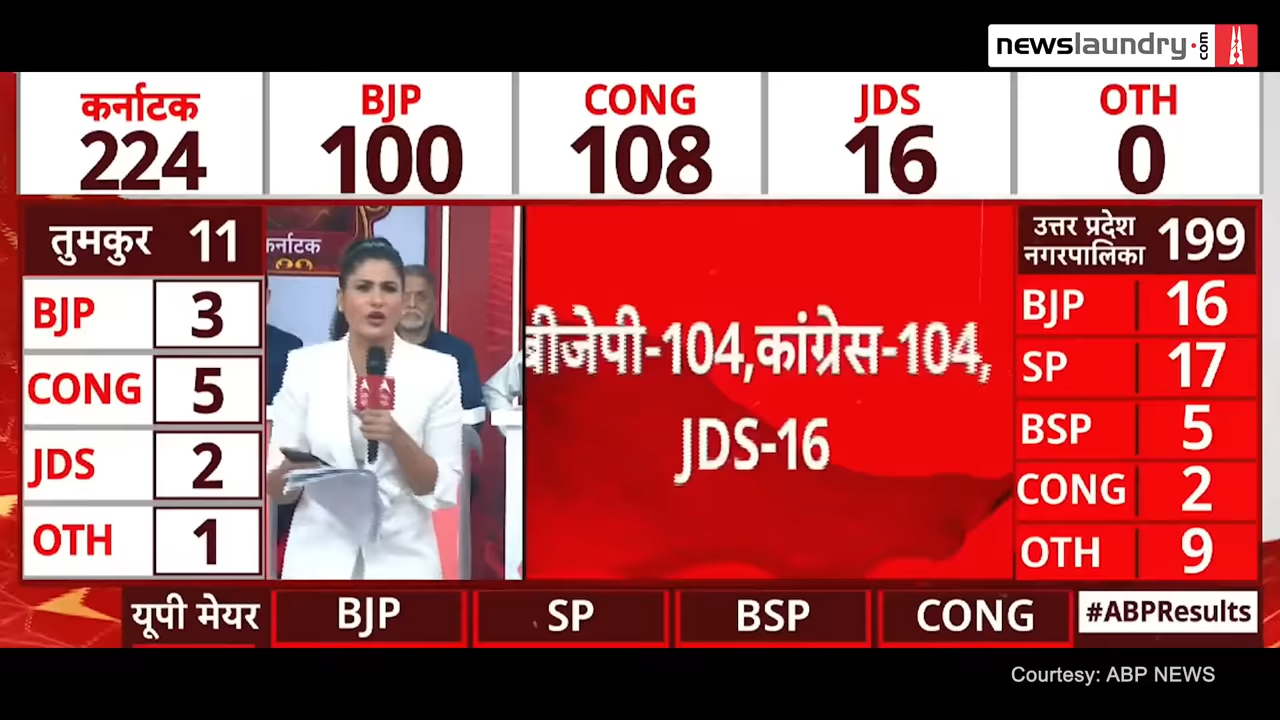 newslaundry.com
कर्नाटक
224
BJP
100
CONG
108
JDS
16
OTH
0
तुमकुर 11
BJP 3
CONG 5
JDS 2
OTH 1
कर्नाटक
बीजेपी-104,कांग्रेस-104,
JDS-16
उत्तर प्रदेश
नगरपालिका 199
BJP 16
SP 17
BSP 5
CONG 2
OTH 9
यूपी मेयर BJP SP BSP CONG #ABPResults
Courtesy: ABP NEWS